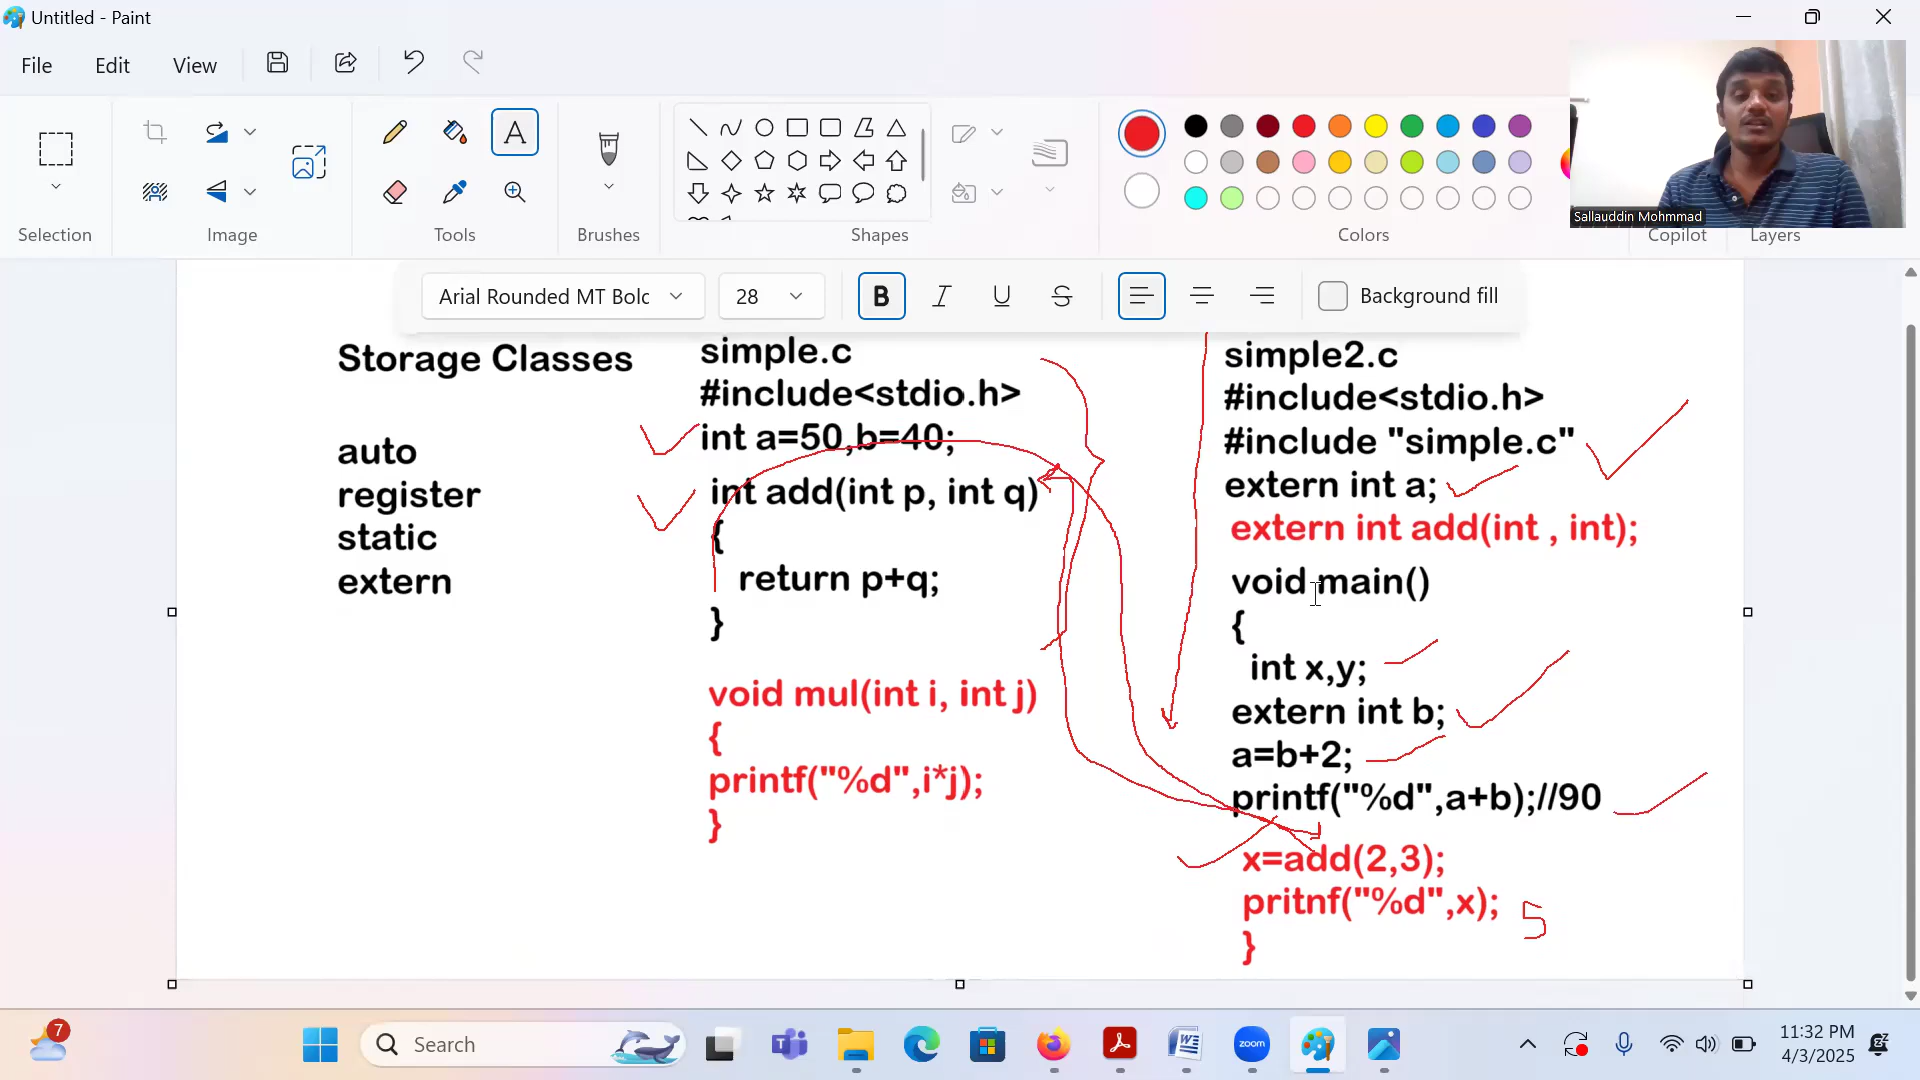 Untitled - Paint
File Edit View
Selection
Image
Tools
Brushes
Shapes
Colors
Copilot
Layers
Sallauddin Mohmmad
Arial Rounded MT Bolc
28
B I U S
Background fill
Storage Classes
auto
register
static
extern
simple.c
#include<stdio.h>
int a=50,b=40;
int add(int p, int q)
{
return p+q;
}
void mul(int i, int j)
{
printf("%d",i*j);
}
simple2.c
#include<stdio.h>
#include "simple.c"
extern int a;
extern int add(int , int);
void main()
{
int x,y;
extern int b;
a=b+2;
printf("%d",a+b);//90
x=add(2,3);
pritnf("%d",x); 5
}
7
Search
zoom
11:32 PM
4/3/2025